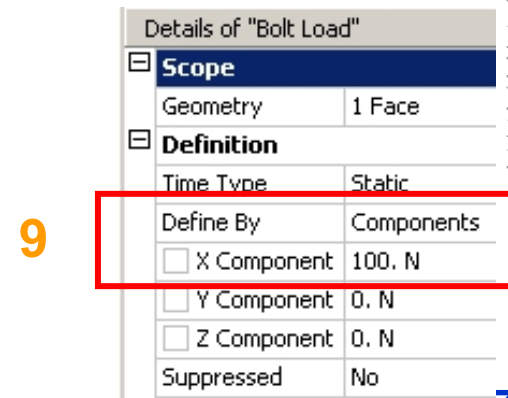 Details of "Bolt Load"
Scope
Geometry 1 Face
Definition
Time Type Static
9
Define By Components
X Component 100. N
Y Component 0. N
Z Component 0. N
Suppressed No